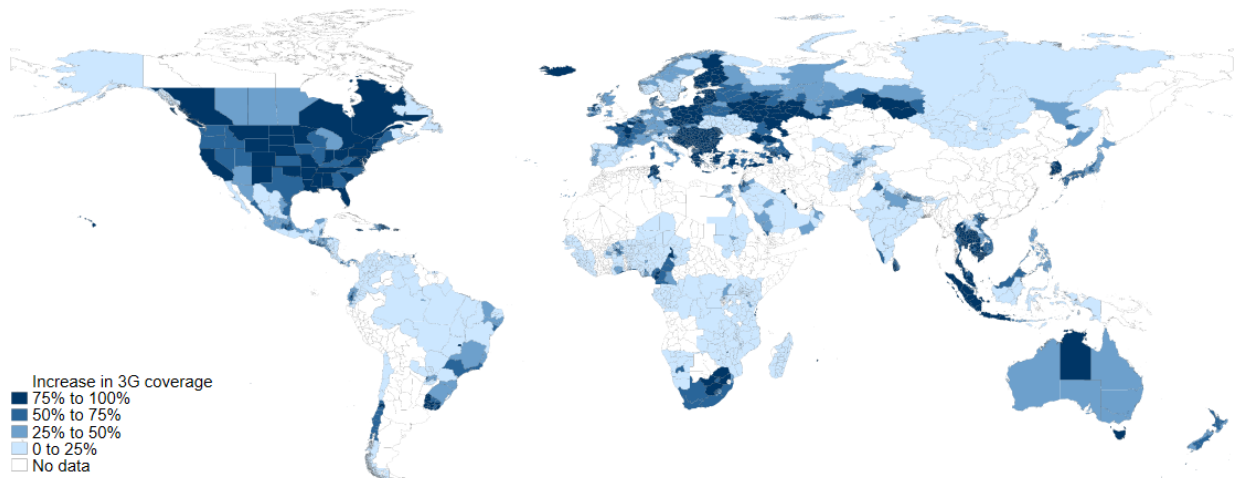 Increase in 3G coverage
75% to 100%
50% to 75%
25% to 50%
0 to 25%
No data